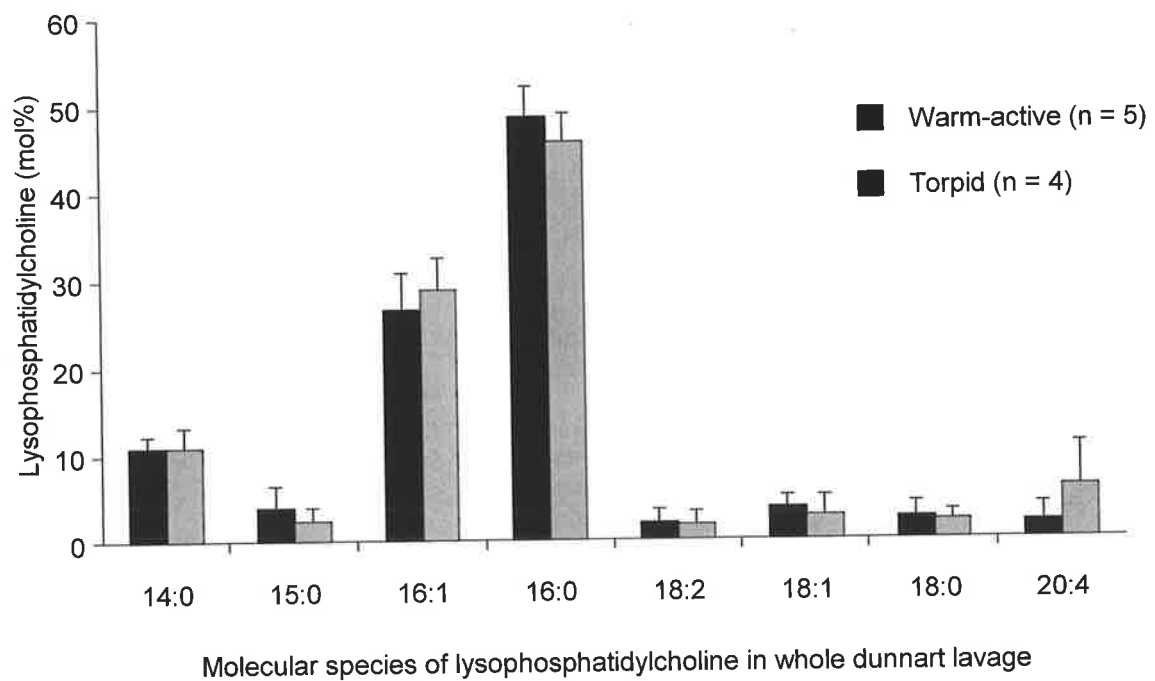 Lysophosphatidylcholine (mol%)
60
50
40
30
20
10
0
Warm-active (n = 5)
Torpid (n = 4)
14:0 15:0 16:1 16:0 18:2 18:1 18:0 20:4
Molecular species of lysophosphatidylcholine in whole dunnart lavage